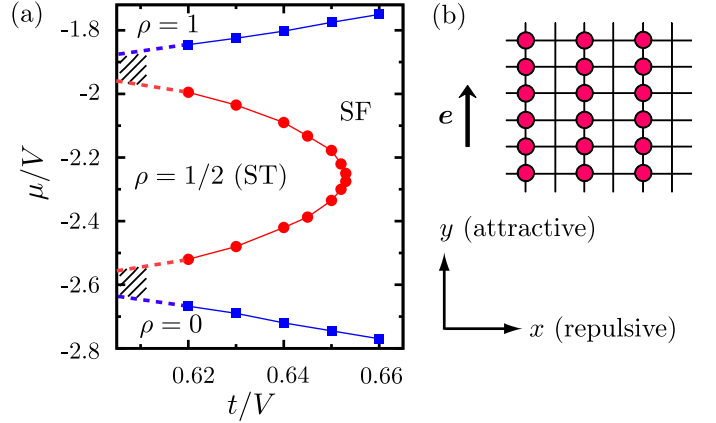 (a)
(b)
ρ = 1
-1.8
-2
SF
e
μ/V
-2.2
ρ = 1/2 (ST)
y (attractive)
-2.4
-2.6
ρ = 0
x (repulsive)
-2.8
0.62 0.64 0.66
t/V